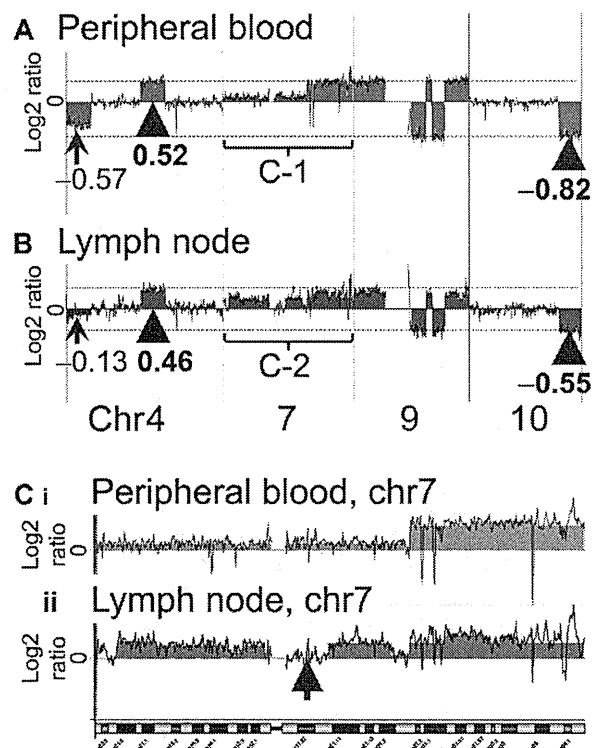 A Peripheral blood
Log2 ratio
0
−0.57
0.52
C-1
−0.82
B Lymph node
Log2 ratio
0
−0.13
0.46
C-2
−0.55
Chr4 7 9 10
C i Peripheral blood, chr7
Log2 ratio
0
ii Lymph node, chr7
Log2 ratio
0